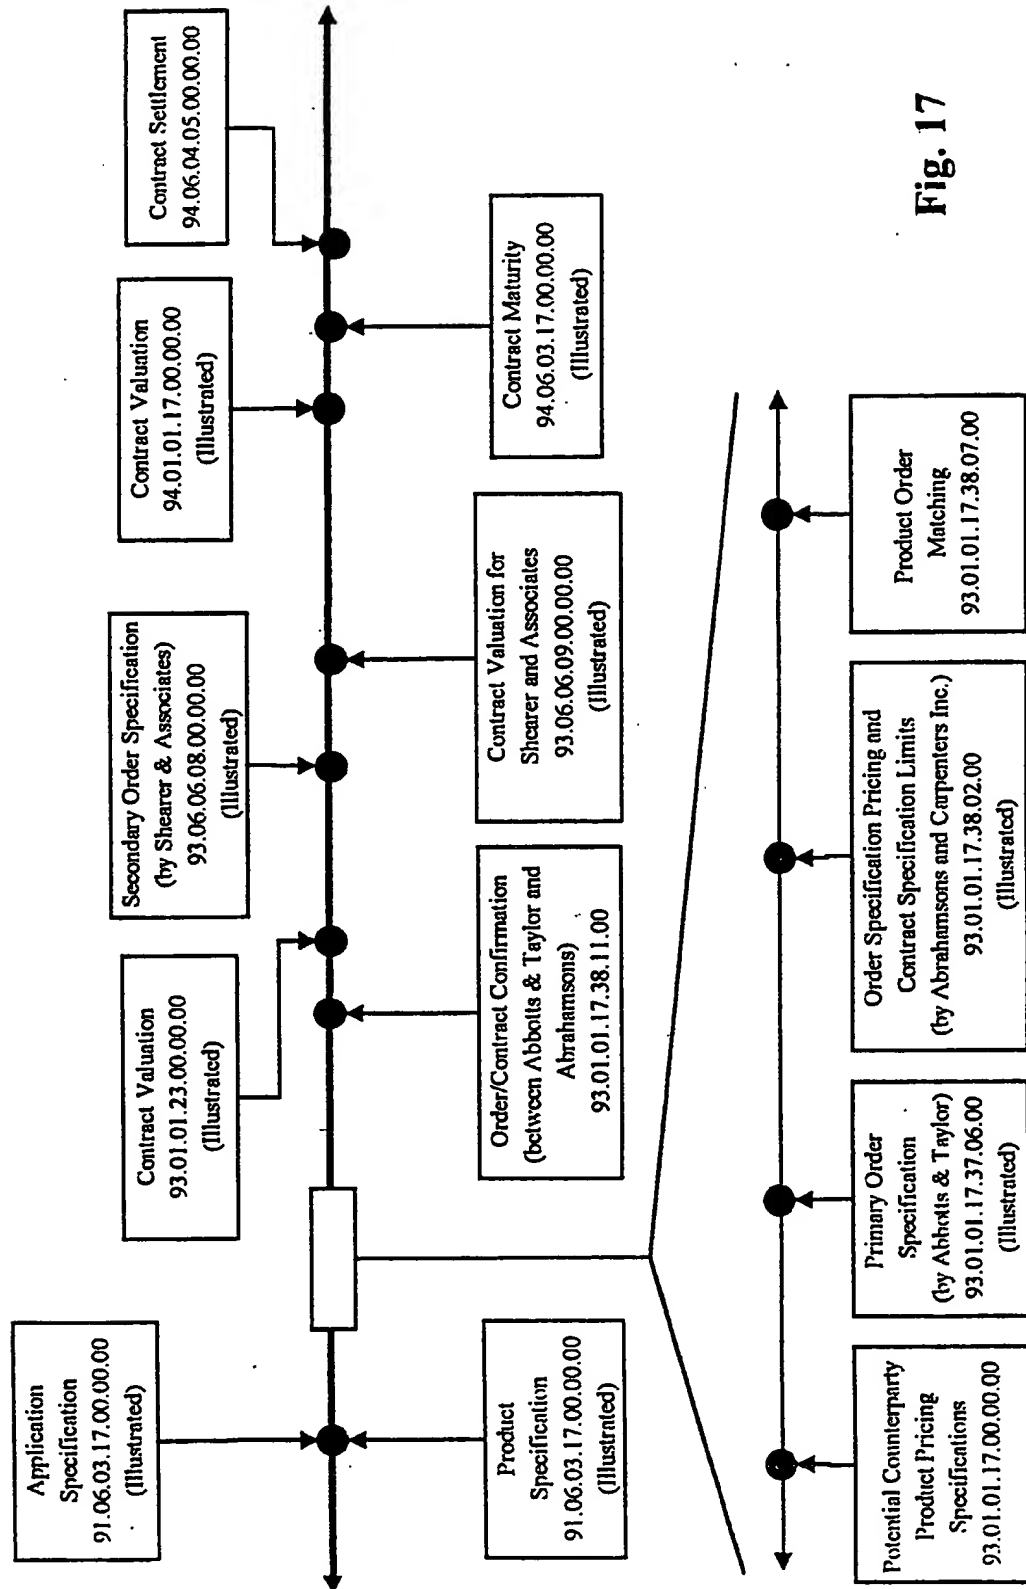 Application
Specification
91.06.03.17.00.00.00
(Illustrated)
Contract Valuation
93.01.01.23.00.00.00
(Illustrated)
Secondary Order Specification
(by Shearer & Associates)
93.06.06.08.00.00.00
(Illustrated)
Contract Valuation
94.01.01.17.00.00.00
(Illustrated)
Contract Settlement
94.06.04.05.00.00.00
Product
Specification
91.06.03.17.00.00.00
(Illustrated)
Order/Contract Confirmation
(between Abbotts & Taylor and
Abrahamsons)
93.01.01.17.38.11.00
Contract Valuation for
Shearer and Associates
93.06.06.09.00.00.00
(Illustrated)
Contract Maturity
94.06.03.17.00.00.00
(Illustrated)
Potential Counterparty
Product Pricing
Specifications
93.01.01.17.00.00.00
Primary Order
Specification
(by Abbotts & Taylor)
93.01.01.17.37.06.00
(Illustrated)
Order Specification Pricing and
Contract Specification Limits
(by Abrahamsons and Carpenters Inc.)
93.01.01.17.38.02.00
(Illustrated)
Product Order
Matching
93.01.01.17.38.07.00
Fig. 17